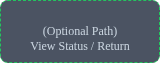 (Optional Path)
View Status / Return